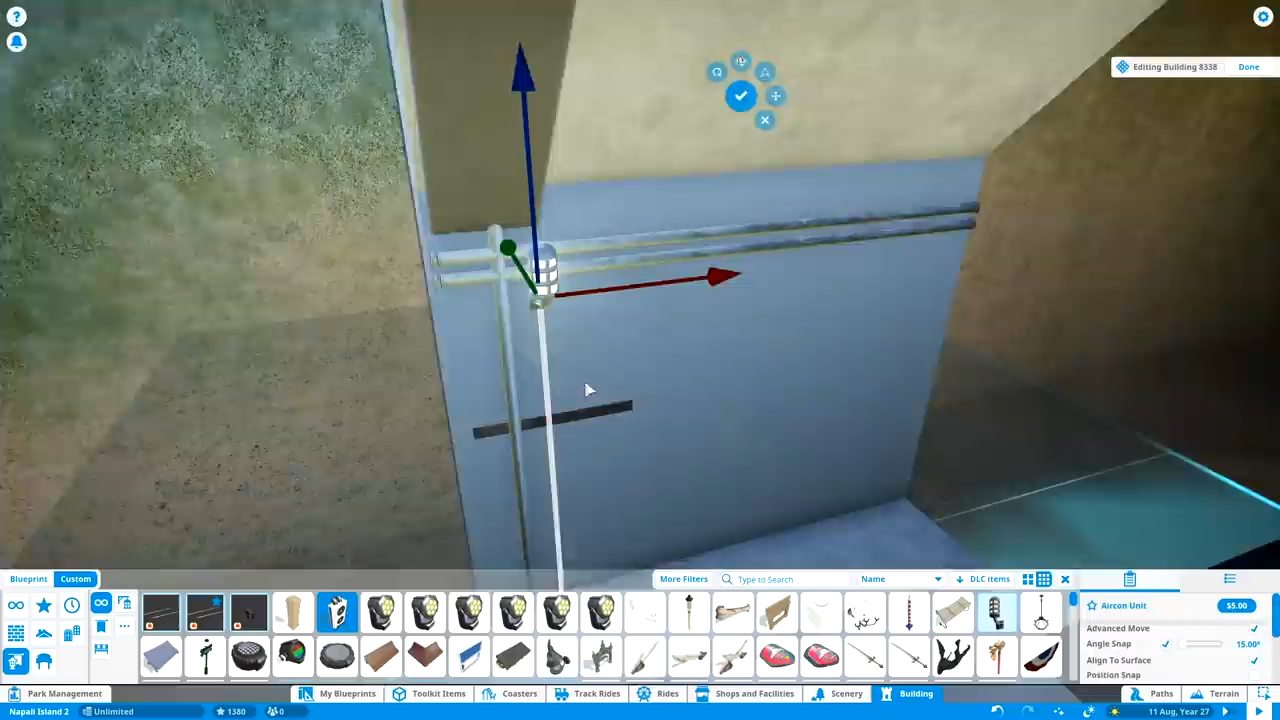 ?
Editing Building 8338 Done
Blueprint Custom
More Filters Type to Search Name DLC items
Aircon Unit $5.00
Advanced Move
Angle Snap 15.00°
Align To Surface
Position Snap
Park Management My Blueprints Toolkit Items Coasters Track Rides Rides Shops and Facilities Scenery Building Paths Terrain
Napali Island 2 Unlimited 1380 0 11 Aug, Year 27